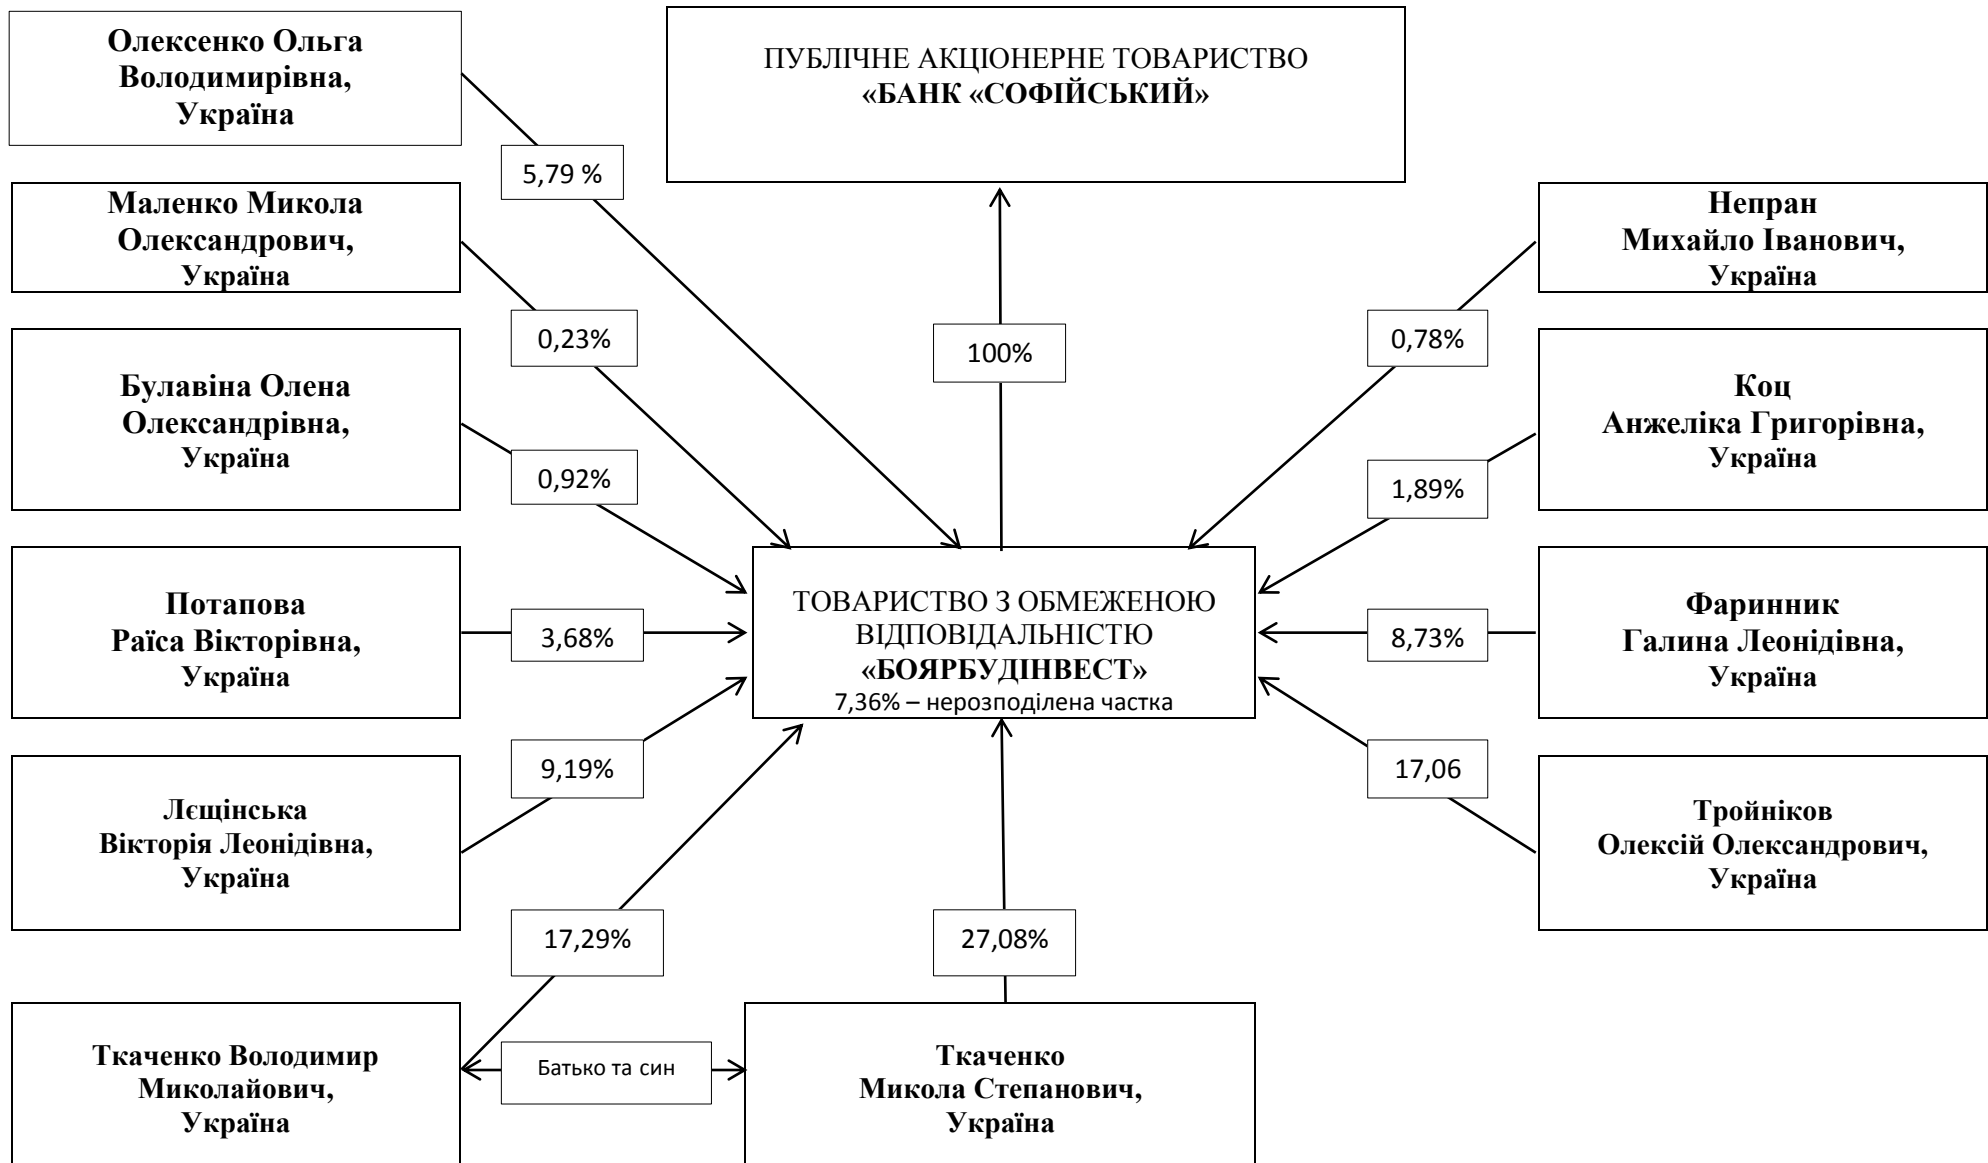 Олексенко Ольга
Володимирівна,
Україна
ПУБЛІЧНЕ АКЦІОНЕРНЕ ТОВАРИСТВО
«БАНК «СОФІЙСЬКИЙ»
5,79 %
Маленко Микола
Олександрович,
Україна
Непран
Михайло Іванович,
Україна
0,23%
100%
0,78%
Булавіна Олена
Олександрівна,
Україна
Коц
Анжеліка Григорівна,
Україна
0,92%
1,89%
Потапова
Раїса Вікторівна,
Україна
3,68%
ТОВАРИСТВО З ОБМЕЖЕНОЮ
ВІДПОВІДАЛЬНІСТЮ
«БОЯРБУДІНВЕСТ»
7,36% – нерозподілена частка
8,73%
Фаринник
Галина Леонідівна,
Україна
9,19%
17,06
Лєщінська
Вікторія Леонідівна,
Україна
Тройніков
Олексій Олександрович,
Україна
17,29%
27,08%
Ткаченко Володимир
Миколайович,
Україна
Батько та син
Ткаченко
Микола Степанович,
Україна